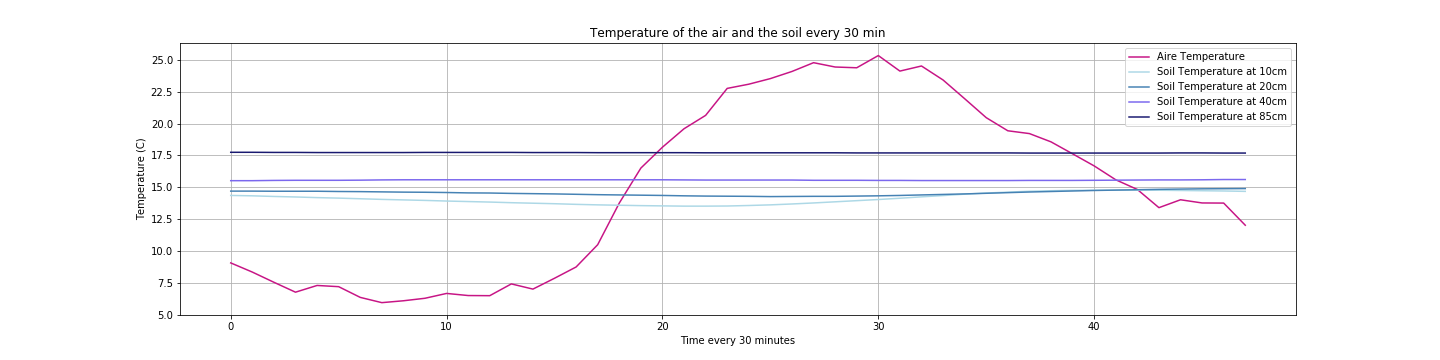 Temperature of the air and the soil every 30 min
Temperature (C)
25.0
22.5
20.0
17.5
15.0
12.5
10.0
7.5
5.0
Aire Temperature
Soil Temperature at 10cm
Soil Temperature at 20cm
Soil Temperature at 40cm
Soil Temperature at 85cm
0 10 20 30 40
Time every 30 minutes